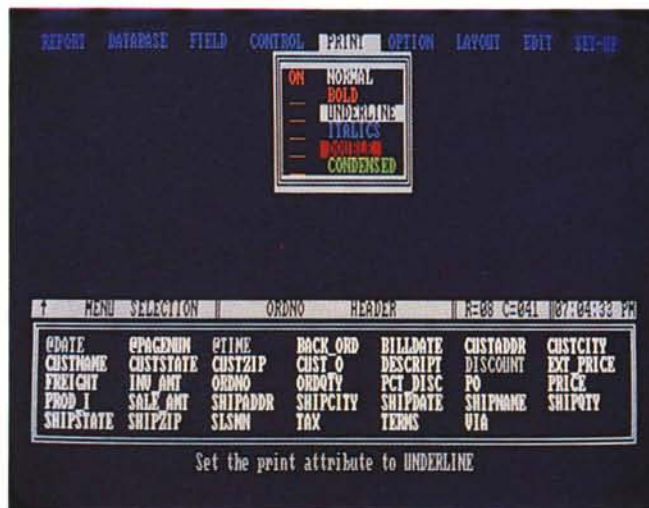 REPORT DATABASE FIELD CONTROL PRINT OPTION LAYOUT EDIT SET-UP
ON NORMAL
BOLD
UNDERLINE
ITALICS
DOUBLE
CONDENSED
↑ MENU SELECTION ORDNO HEADER R=08 C=041 07:04:33 PM
@DATE @PAGENUM @TIME BACK_ORD BILLDATE CUSTADDR CUSTCITY
CUSTNAME CUSTSTATE CUSTZIP CUST_O DESCRIPT DISCOUNT EXT_PRICE
FREIGHT INV_AMT ORDNO ORDQTY PCT_DISC PO PRICE
PROD_I SALE_AMT SHIPADDR SHIPCITY SHIPDATE SHIPNAME SHIPQTY
SHIPSTATE SHIPZIP SLSMN TAX TERMS VIA
Set the print attribute to UNDERLINE